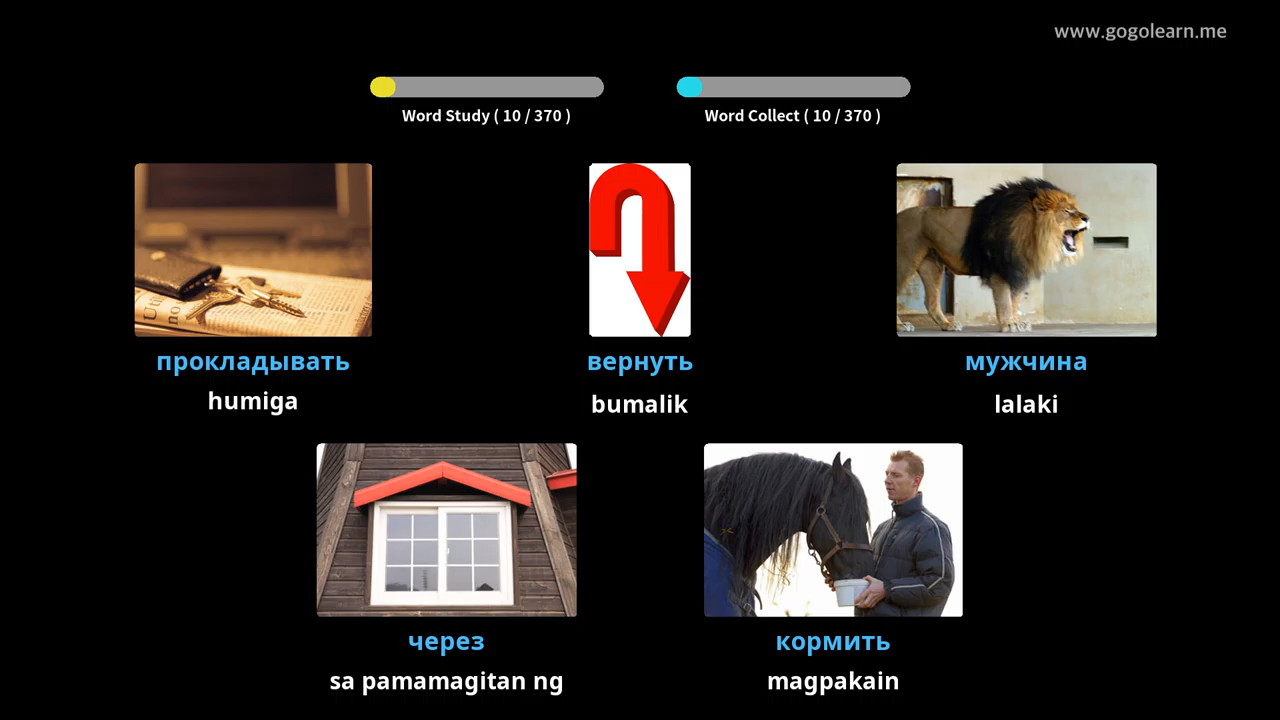 www.gogolearn.me
Word Study ( 10 / 370 )
Word Collect ( 10 / 370 )
прокладывать
humiga
вернуть
bumalik
мужчина
lalaki
через
sa pamamagitan ng
кормить
magpakain